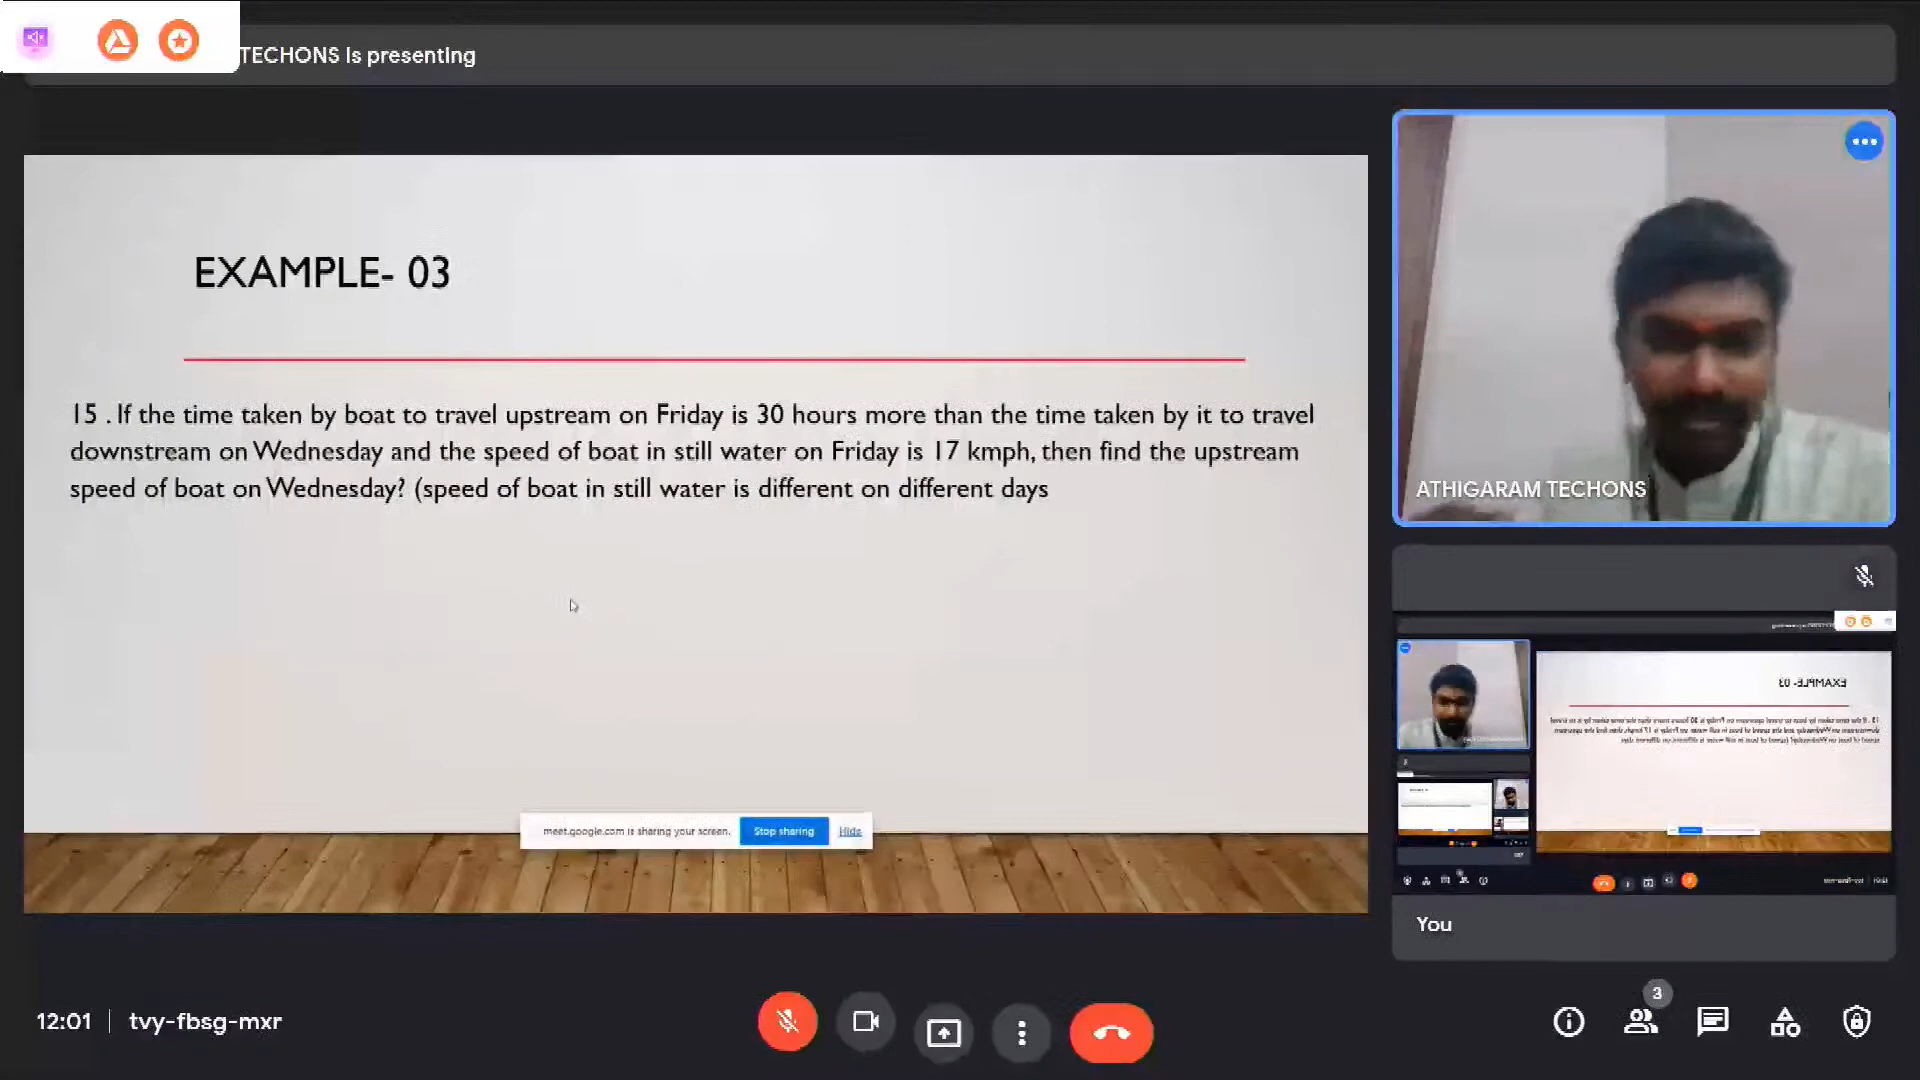 TECHONS Is presenting
EXAMPLE- 03
15 . If the time taken by boat to travel upstream on Friday is 30 hours more than the time taken by it to travel
downstream on Wednesday and the speed of boat in still water on Friday is 17 kmph, then find the upstream
speed of boat on Wednesday? (speed of boat in still water is different on different days
meet.google.com is sharing your screen. Stop sharing Hide
ATHIGARAM TECHONS
EXAMPLE- 03
You
3
12:01 | tvy-fbsg-mxr